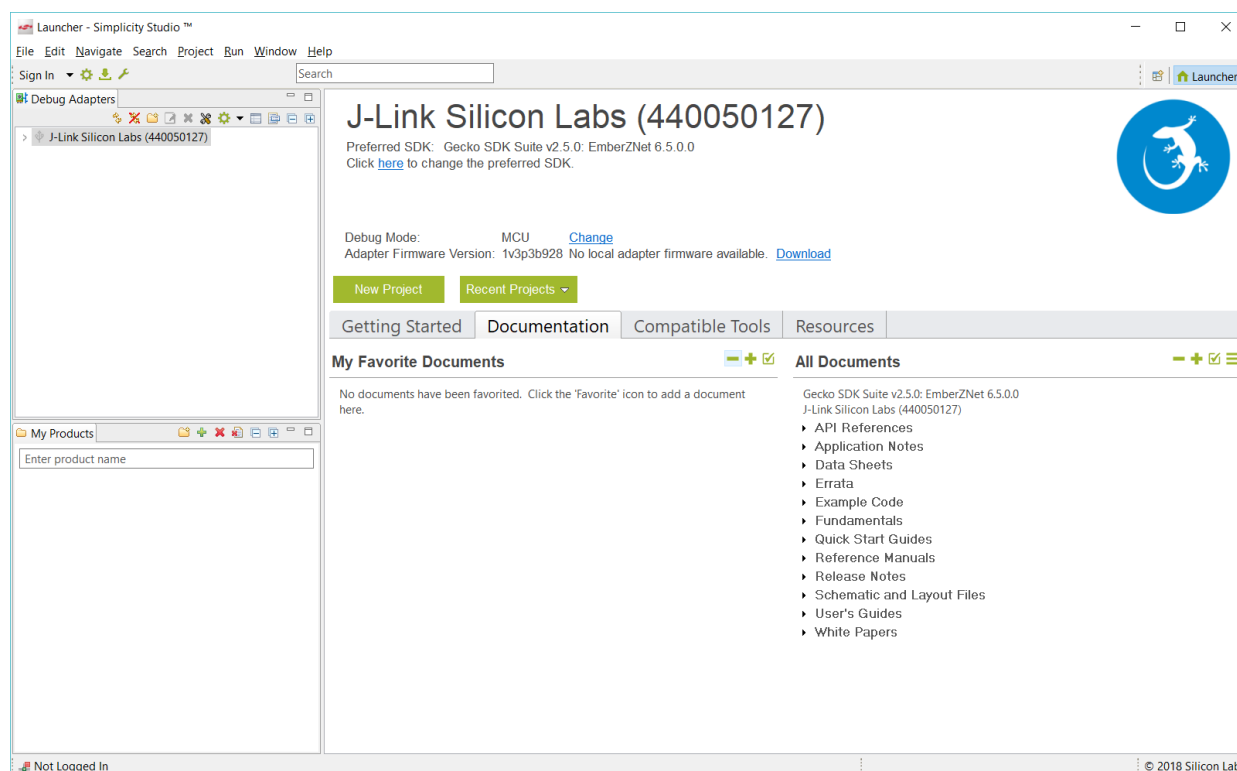 Launcher - Simplicity Studio ™
File Edit Navigate Search Project Run Window Help
Sign In
Search
Launcher
Debug Adapters
J-Link Silicon Labs (440050127)
J-Link Silicon Labs (440050127)
Preferred SDK: Gecko SDK Suite v2.5.0: EmberZNet 6.5.0.0
Click here to change the preferred SDK.
Debug Mode: MCU Change
Adapter Firmware Version: 1v3p3b928 No local adapter firmware available. Download
New Project Recent Projects
Getting Started Documentation Compatible Tools Resources
My Favorite Documents
No documents have been favorited. Click the 'Favorite' icon to add a document
here.
All Documents
Gecko SDK Suite v2.5.0: EmberZNet 6.5.0.0
J-Link Silicon Labs (440050127)
API References
Application Notes
Data Sheets
Errata
Example Code
Fundamentals
Quick Start Guides
Reference Manuals
Release Notes
Schematic and Layout Files
User's Guides
White Papers
My Products
Enter product name
Not Logged In
© 2018 Silicon Lab